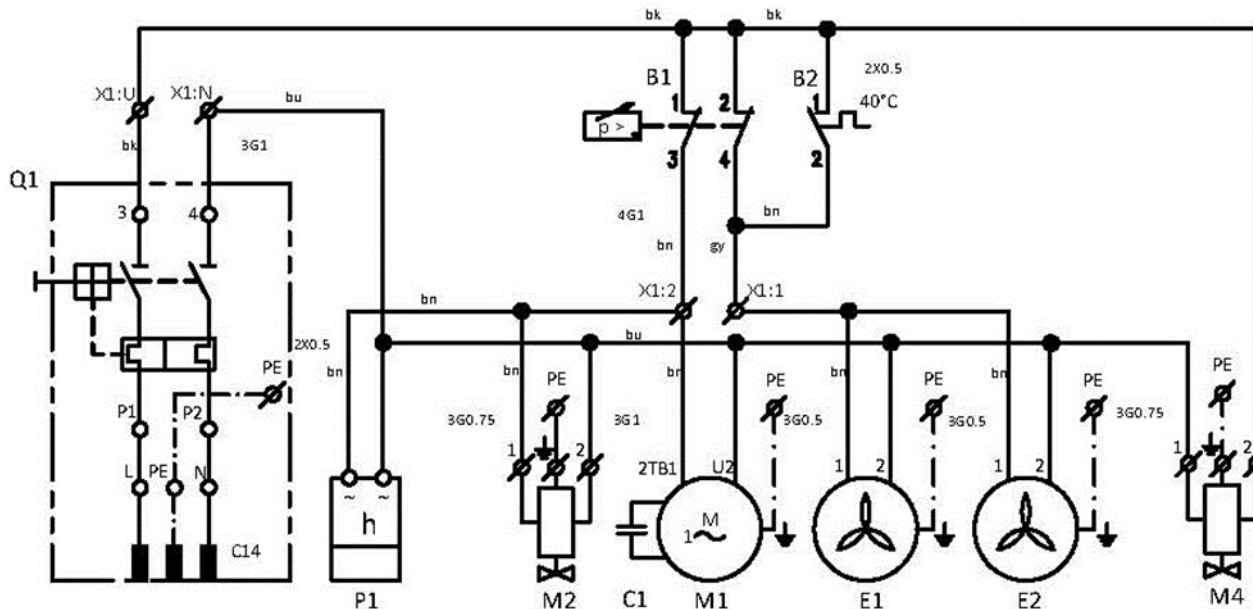 bk bk
X1:U X1:N bu B1 B2 2X0.5
1 2 1 40°C
p >
bk 3G1 3 4 2
Q1
3 4 4G1 bn gy bn
X1:2 X1:1
bn bu
2X0.5
PE bn bn bn bn
PE PE PE PE PE
P1 P2 3G0.75 3G1 3G0.5 3G0.5 3G0.75
1 2 1 2
L PE N ~ ~ 2TB1 U2 1 2 1 2
h M
1 ~
C14
P1 M2 C1 M1 E1 E2 M4